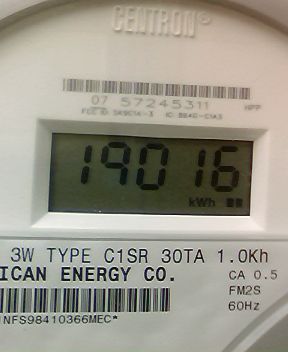 CENTRON®
07 57245311
19016
kWh
3W TYPE C1SR 30TA 1.0Kh
ICAN ENERGY CO.
CA 0.5
FM2S
60Hz
NFS98410366MEC*